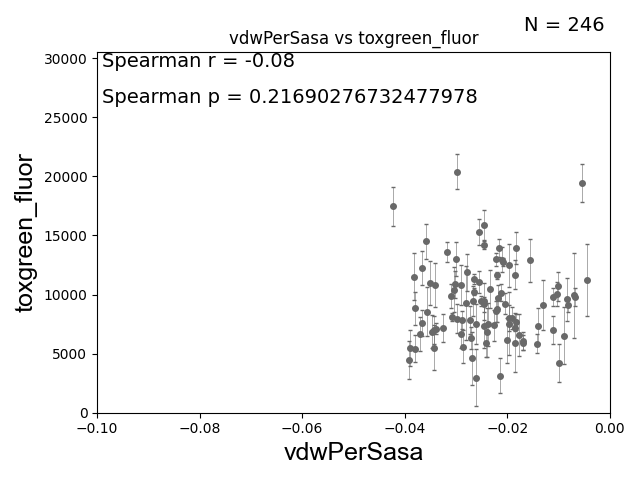 N = 246
vdwPerSasa vs toxgreen_fluor
Spearman r = -0.08
Spearman p = 0.21690276732477978
30000
25000
20000
15000
10000
5000
0
toxgreen_fluor
−0.10 −0.08 −0.06 −0.04 −0.02 0.00
vdwPerSasa